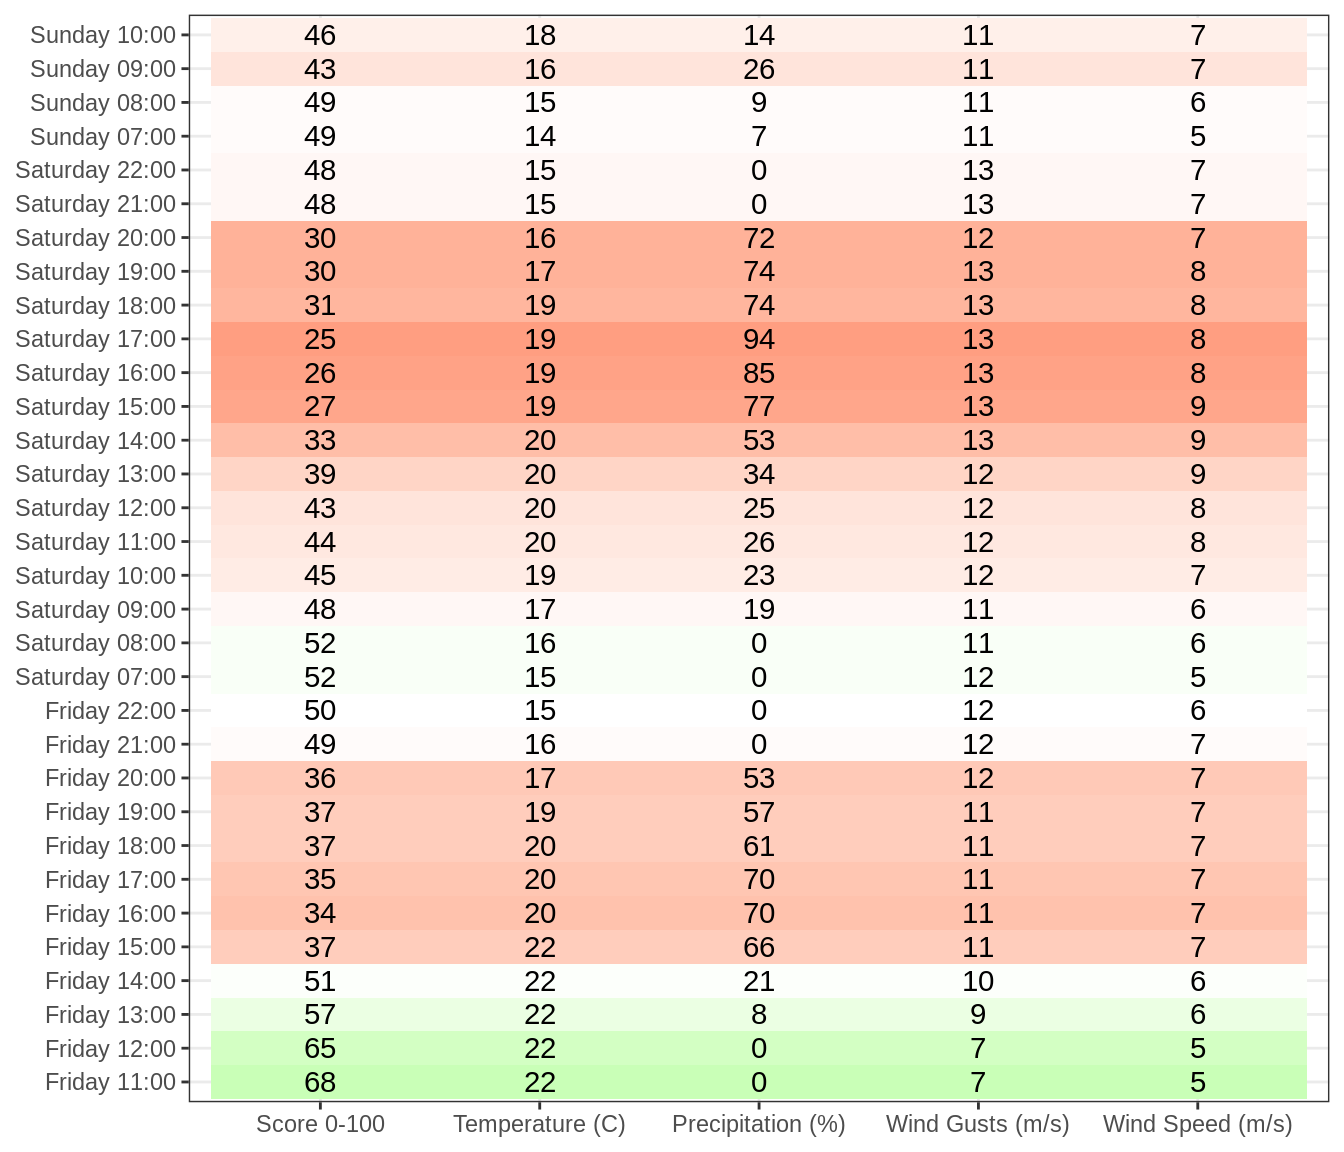 Sunday 10:00 46 18 14 11 7
Sunday 09:00 43 16 26 11 7
Sunday 08:00 49 15 9 11 6
Sunday 07:00 49 14 7 11 5
Saturday 22:00 48 15 0 13 7
Saturday 21:00 48 15 0 13 7
Saturday 20:00 30 16 72 12 7
Saturday 19:00 30 17 74 13 8
Saturday 18:00 31 19 74 13 8
Saturday 17:00 25 19 94 13 8
Saturday 16:00 26 19 85 13 8
Saturday 15:00 27 19 77 13 9
Saturday 14:00 33 20 53 13 9
Saturday 13:00 39 20 34 12 9
Saturday 12:00 43 20 25 12 8
Saturday 11:00 44 20 26 12 8
Saturday 10:00 45 19 23 12 7
Saturday 09:00 48 17 19 11 6
Saturday 08:00 52 16 0 11 6
Saturday 07:00 52 15 0 12 5
Friday 22:00 50 15 0 12 6
Friday 21:00 49 16 0 12 7
Friday 20:00 36 17 53 12 7
Friday 19:00 37 19 57 11 7
Friday 18:00 37 20 61 11 7
Friday 17:00 35 20 70 11 7
Friday 16:00 34 20 70 11 7
Friday 15:00 37 22 66 11 7
Friday 14:00 51 22 21 10 6
Friday 13:00 57 22 8 9 6
Friday 12:00 65 22 0 7 5
Friday 11:00 68 22 0 7 5
Score 0-100 Temperature (C) Precipitation (%) Wind Gusts (m/s) Wind Speed (m/s)